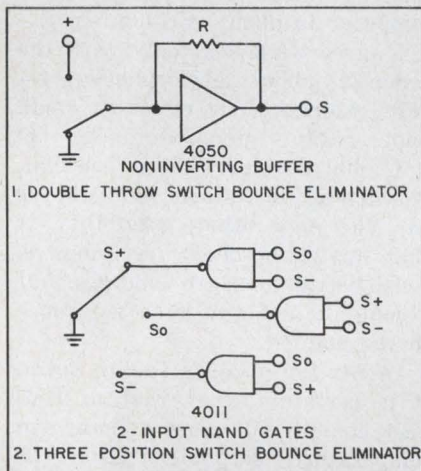 +
R
S
4050
NONINVERTING BUFFER
1. DOUBLE THROW SWITCH BOUNCE ELIMINATOR
S+
So
S-
So
S+
S-
So
S-
S+
4011
2-INPUT NAND GATES
2. THREE POSITION SWITCH BOUNCE ELIMINATOR